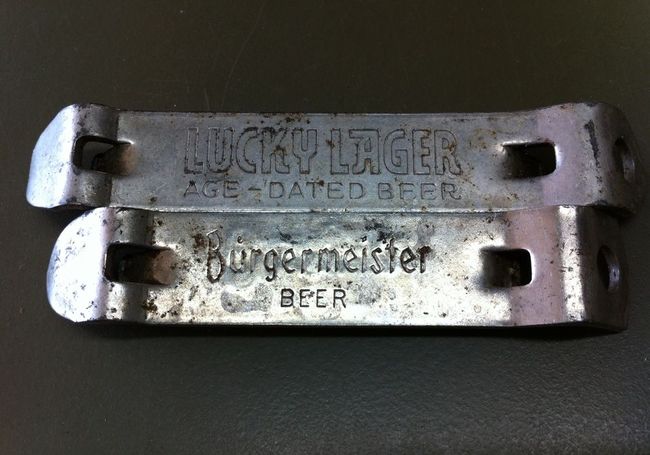 LUCKY LAGER
AGE-DATED BEER
Burgermeister
BEER